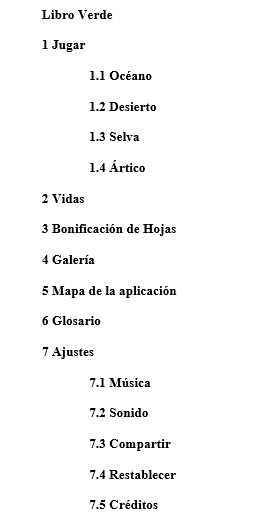 Libro Verde
1 Jugar
1.1 Océano
1.2 Desierto
1.3 Selva
1.4 Ártico
2 Vidas
3 Bonificación de Hojas
4 Galería
5 Mapa de la aplicación
6 Glosario
7 Ajustes
7.1 Música
7.2 Sonido
7.3 Compartir
7.4 Restablecer
7.5 Créditos